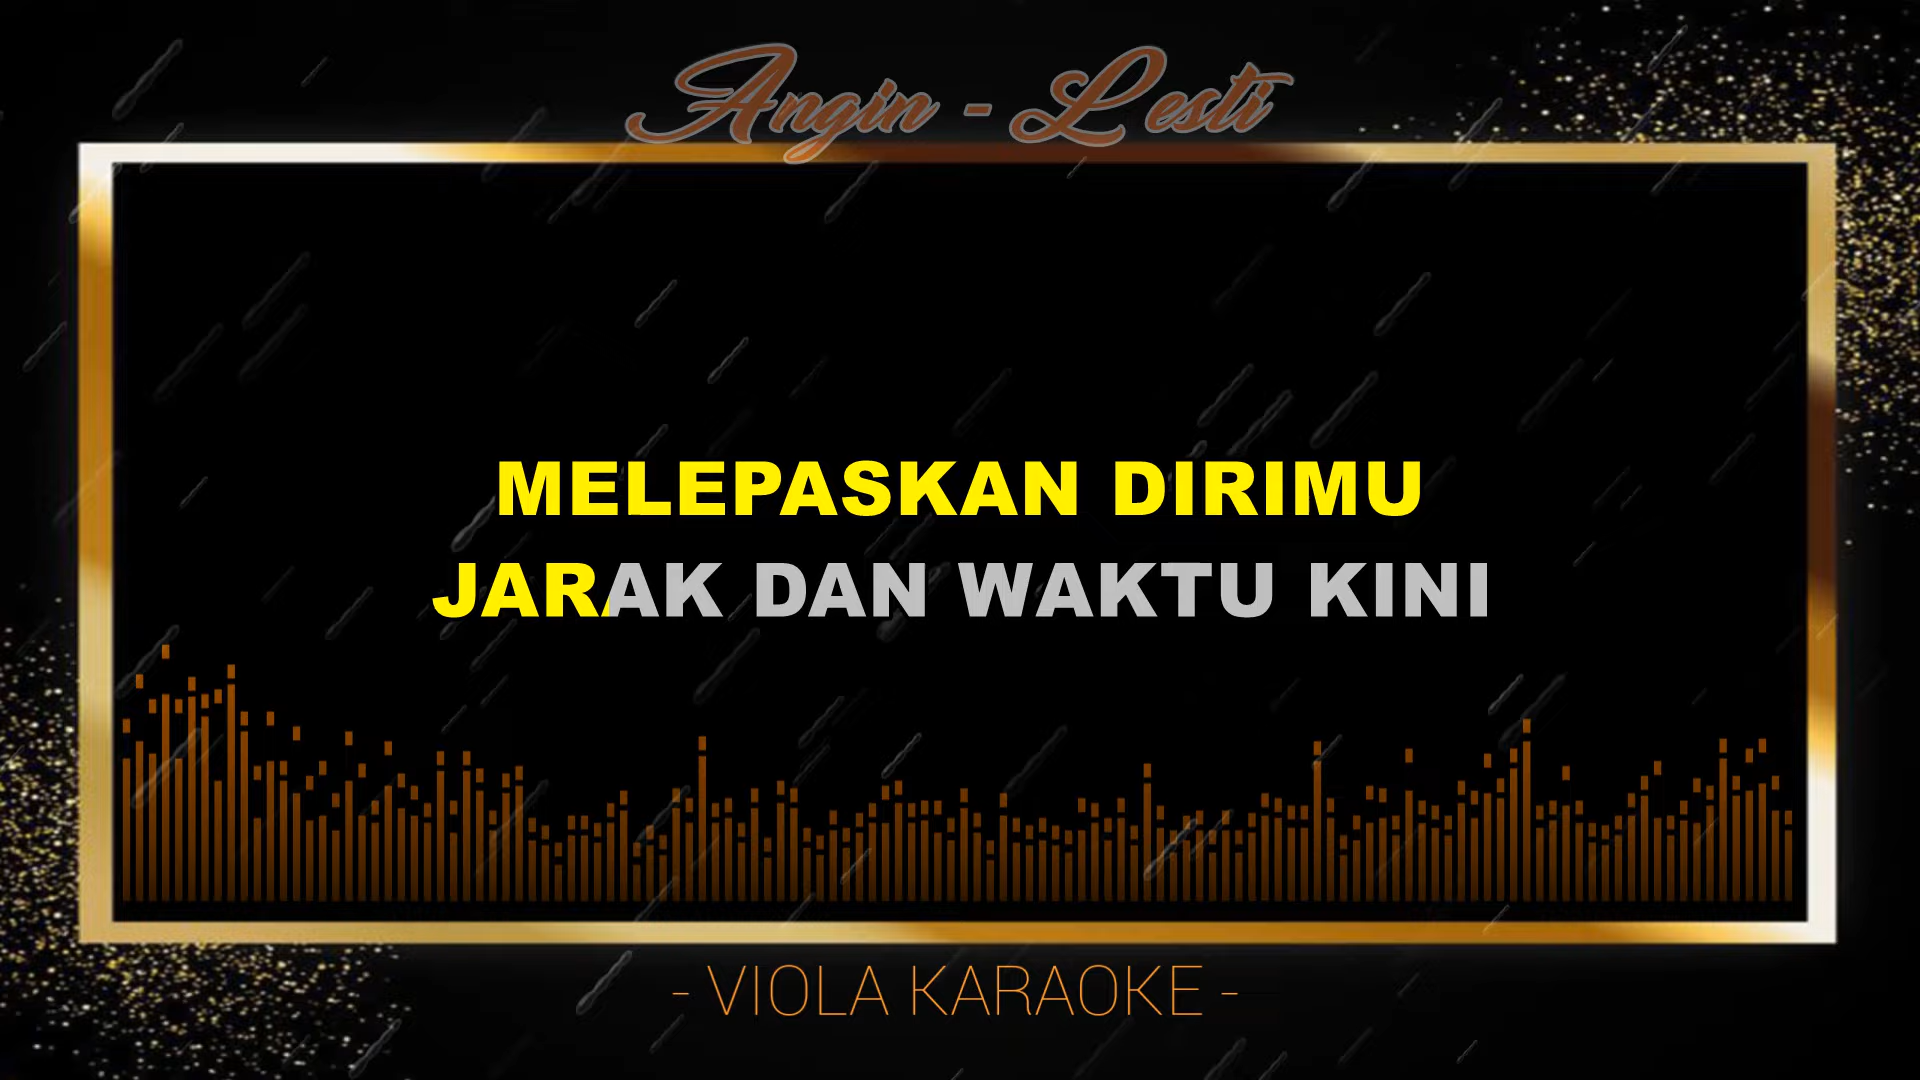 Angin - Lesti
MELEPASKAN DIRIMU
JARAK DAN WAKTU KINI
- VIOLA KARAOKE -